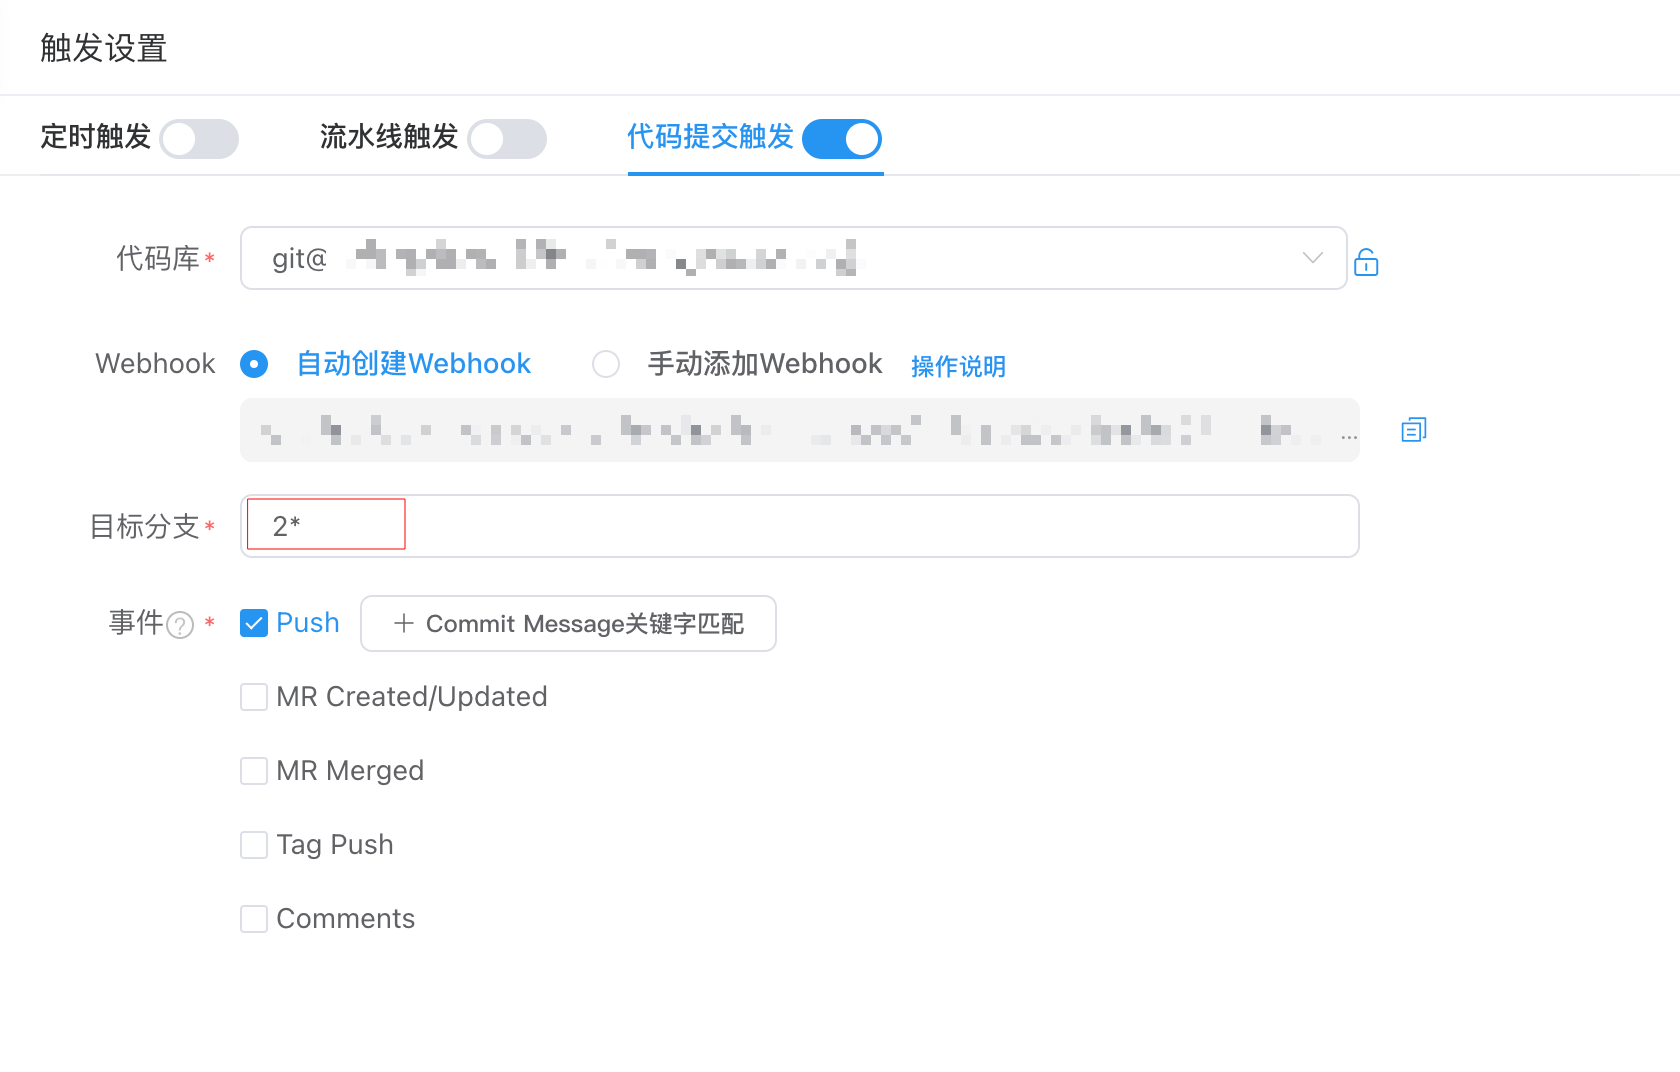 触发设置
定时触发 流水线触发 代码提交触发
代码库* git@
Webhook 自动创建Webhook 手动添加Webhook 操作说明
...
目标分支* 2*
事件? * Push + Commit Message关键字匹配
MR Created/Updated
MR Merged
Tag Push
Comments